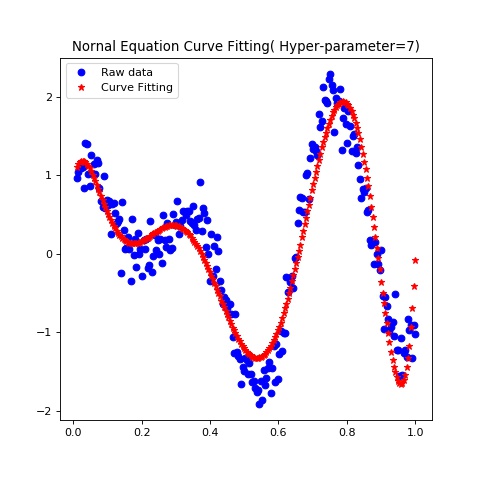 Nornal Equation Curve Fitting( Hyper-parameter=7)
Raw data
Curve Fitting
2
1
0
−1
−2
0.0 0.2 0.4 0.6 0.8 1.0